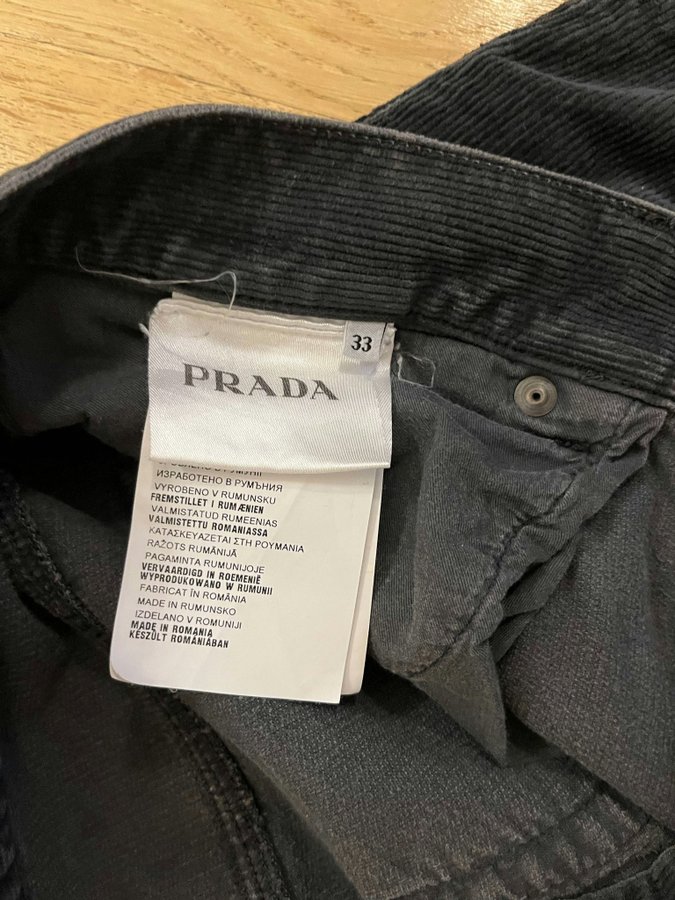 33
PRADA
ИЗРАБОТЕНО В РУМЪНИЯ
VYROBENO V RUMUNSKU
FREMSTILLET I RUMÆNIEN
VALMISTATUD RUMEENIAS
VALMISTETTU ROMANIASSA
ΚΑΤΑΣΚΕΥΑΖΕΤΑΙ ΣΤΗ ΡΟΥΜΑΝΙΑ
RAŽOTS RUMĀNIJĀ
PAGAMINTA RUMUNIJOJE
VERVAARDIGD IN ROEMENIË
WYPRODUKOWANO W RUMUNII
FABRICAT ÎN ROMÂNIA
MADE IN RUMUNSKO
IZDELANO V ROMUNIJI
MADE IN ROMANIA
KÉSZÜLT ROMÁNIÁBAN